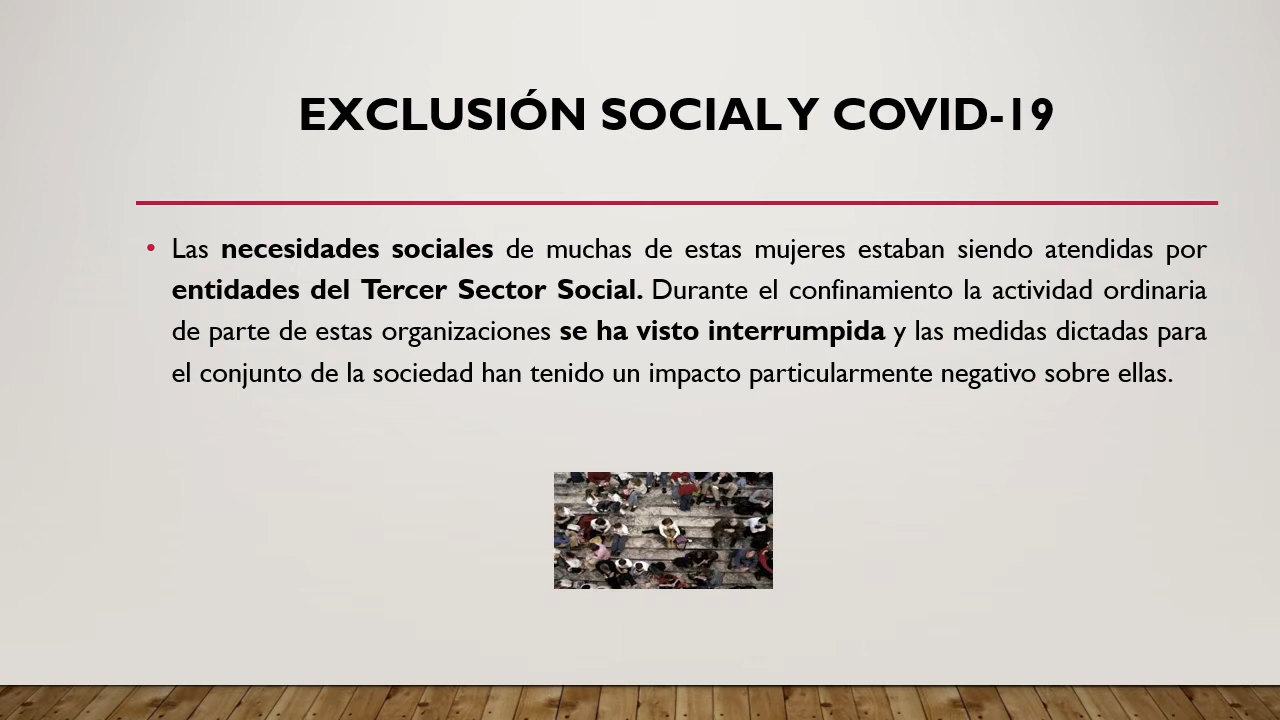 EXCLUSIÓN SOCIAL Y COVID-19
• Las necesidades sociales de muchas de estas mujeres estaban siendo atendidas por
entidades del Tercer Sector Social. Durante el confinamiento la actividad ordinaria
de parte de estas organizaciones se ha visto interrumpida y las medidas dictadas para
el conjunto de la sociedad han tenido un impacto particularmente negativo sobre ellas.